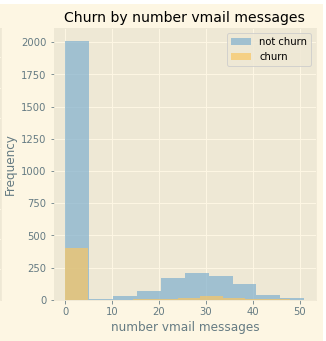 Churn by number vmail messages
not churn
churn
Frequency
2000
1750
1500
1250
1000
750
500
250
0
0 10 20 30 40 50
number vmail messages